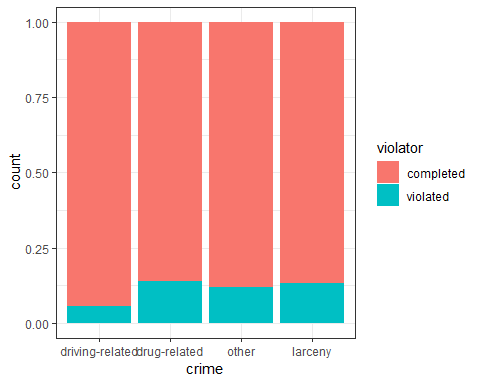 1.00
0.75
0.50
0.25
0.00
count
driving-related drug-related other larceny
crime
violator
completed
violated